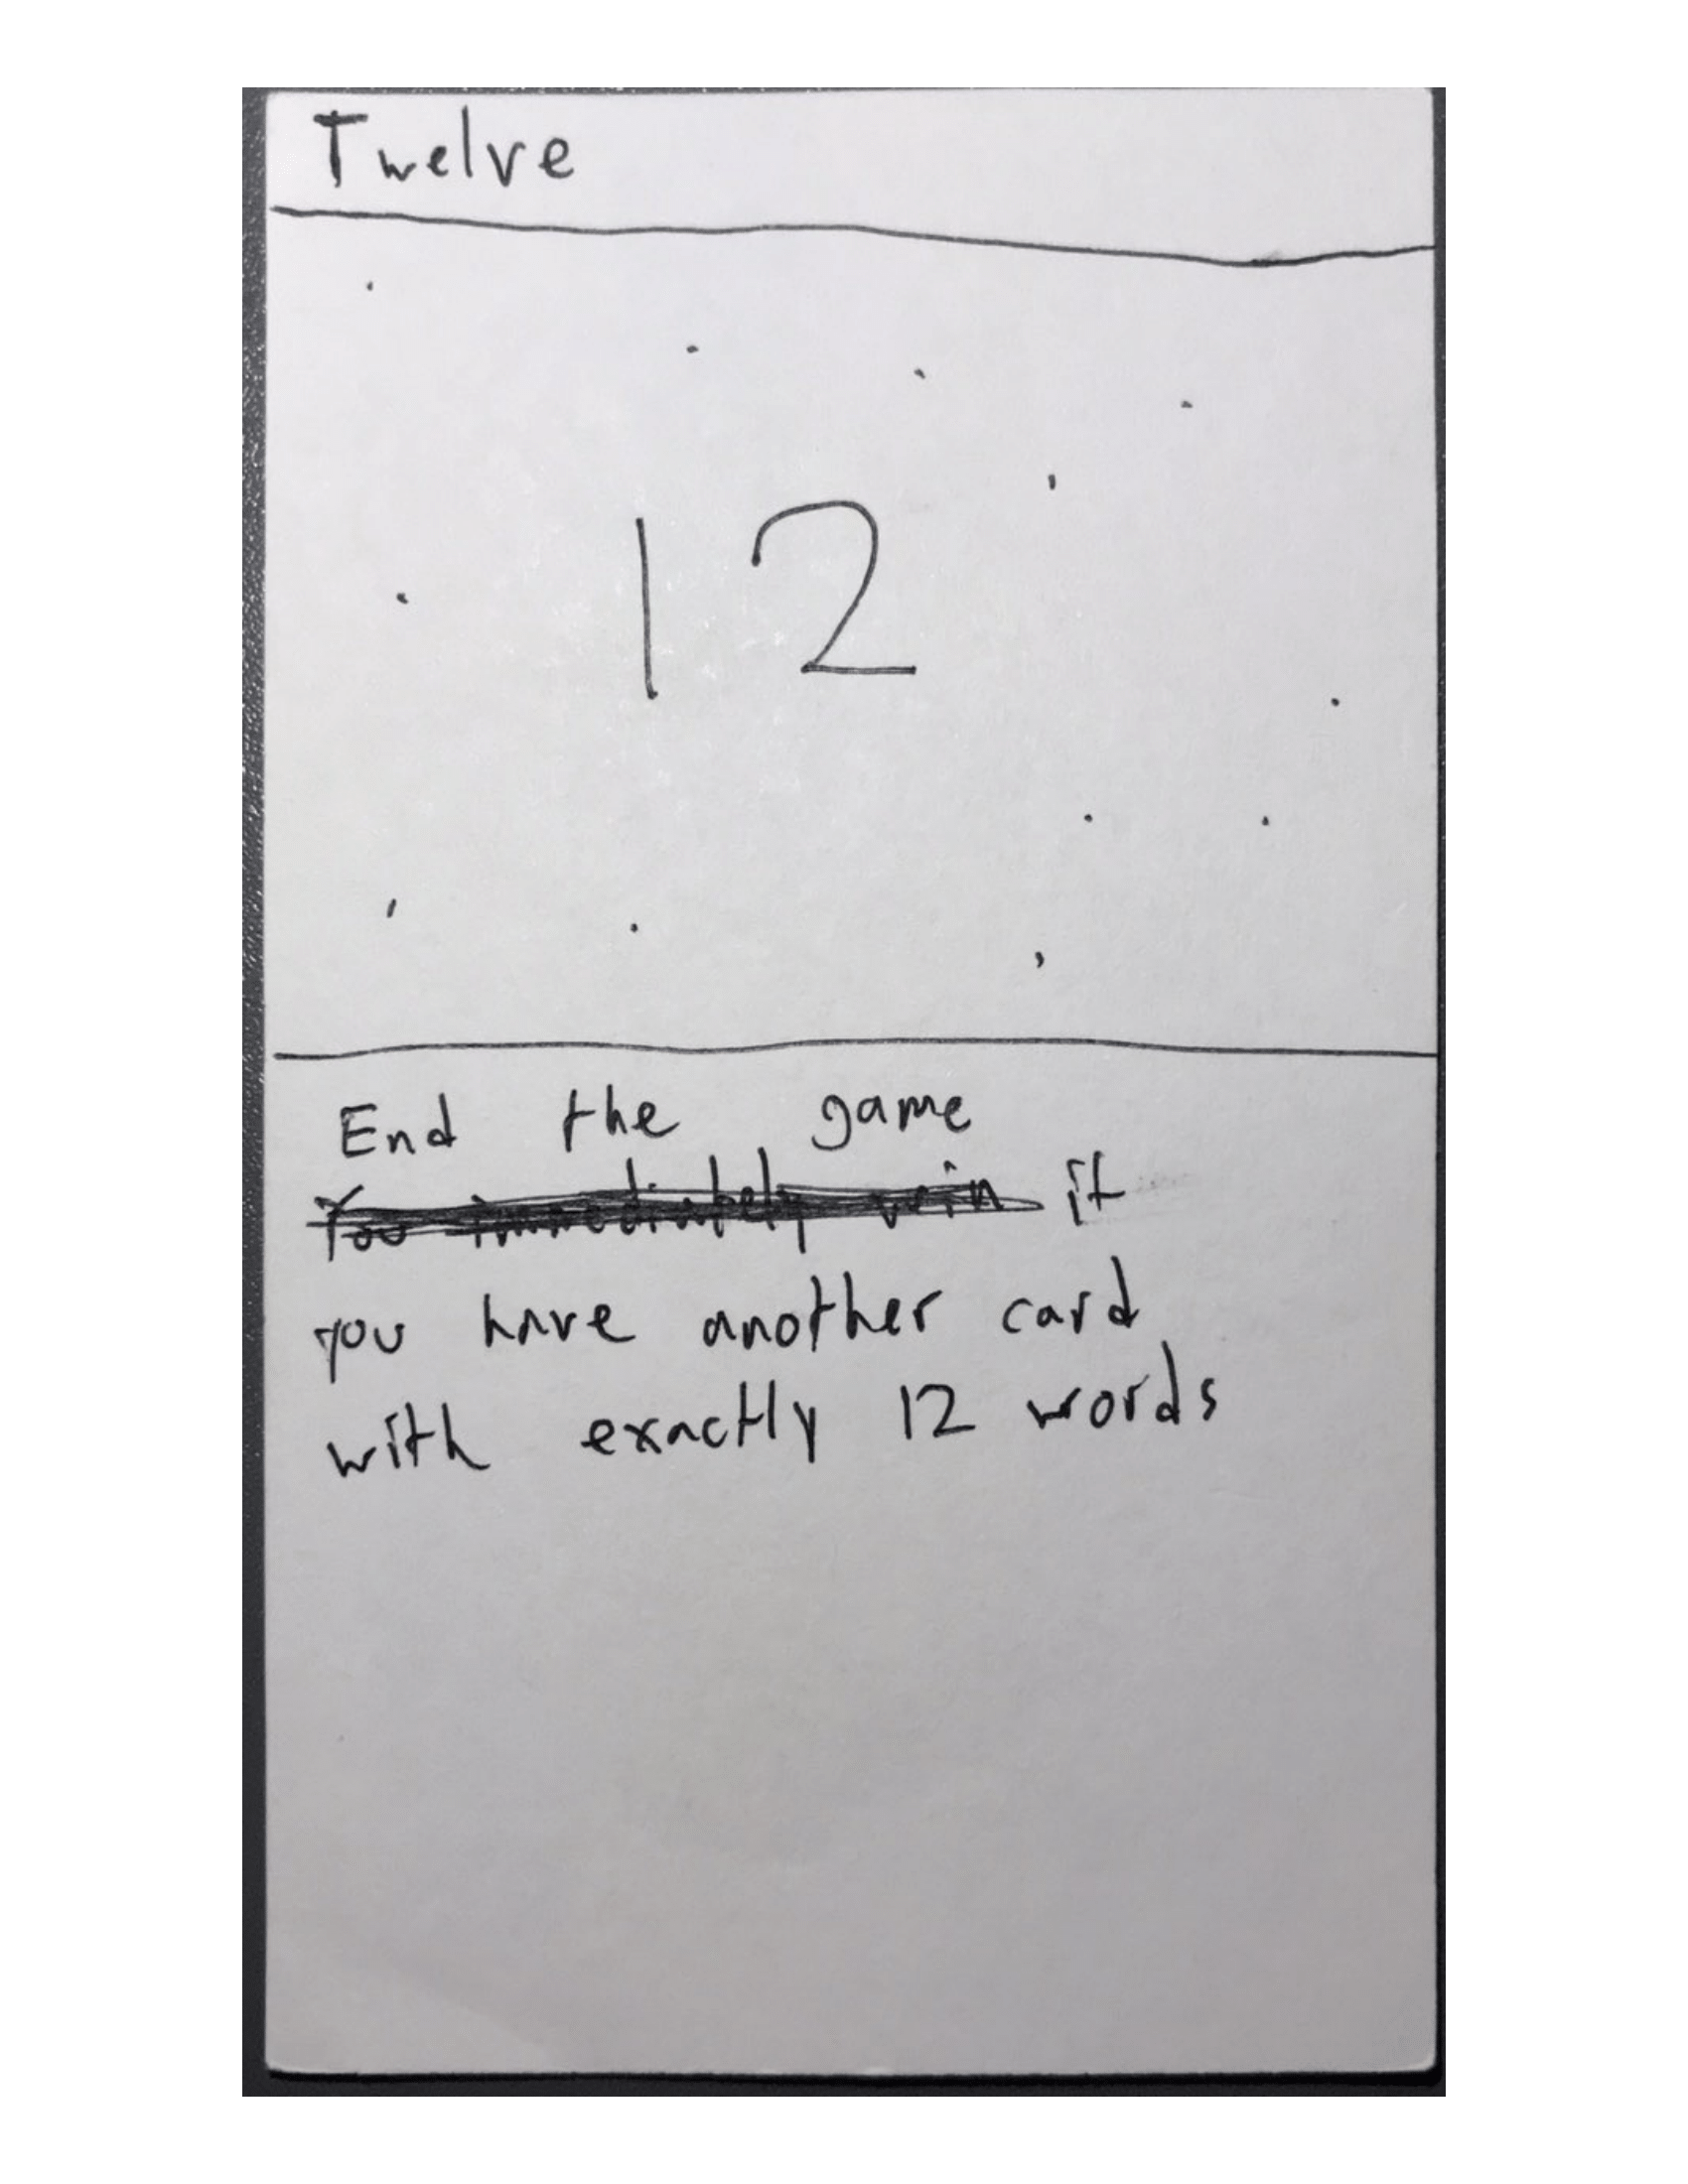 Twelve
12
End the game
You immediately win if
you have another card
with exactly 12 words